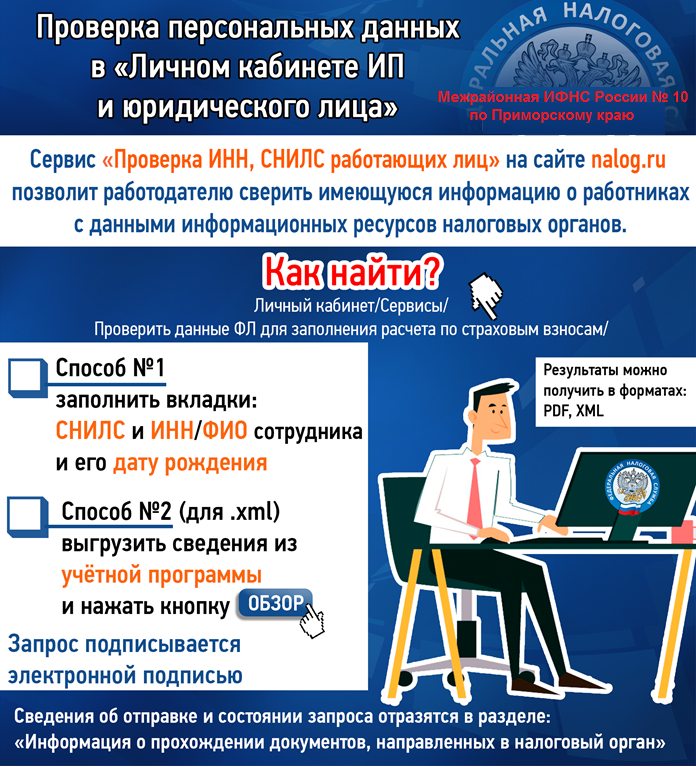 Проверка персональных данных
в «Личном кабинете ИП
и юридического лица»
РАЛЬНАЯ НАЛОГОВАЯ
Межрайонная ИФНС России № 10
по Приморскому краю
Сервис «Проверка ИНН, СНИЛС работающих лиц» на сайте nalog.ru
позволит работодателю сверить имеющуюся информацию о работниках
с данными информационных ресурсов налоговых органов.
Как найти?
Личный кабинет/Сервисы/
Проверить данные ФЛ для заполнения расчета по страховым взносам/
Способ №1
заполнить вкладки:
СНИЛС и ИНН/ФИО сотрудника
и его дату рождения
Результаты можно
получить в форматах:
PDF, XML
ФЕДЕРАЛЬНАЯ НАЛОГОВАЯ СЛУЖБА
Способ №2 (для .xml)
выгрузить сведения из
учётной программы
и нажать кнопку ОБЗОР
Запрос подписывается
электронной подписью
Сведения об отправке и состоянии запроса отразятся в разделе:
«Информация о прохождении документов, направленных в налоговый орган»